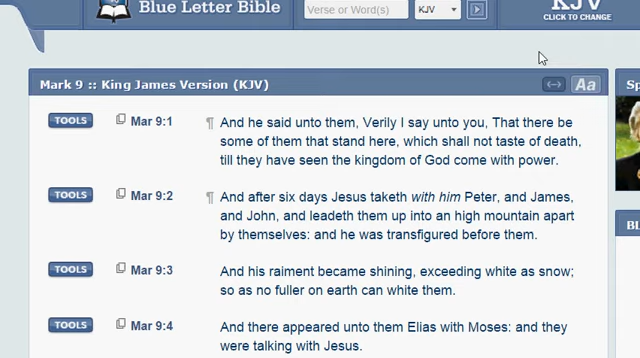 Blue Letter Bible
Verse or Word(s)
KJV
KJV
CLICK TO CHANGE
Mark 9 :: King James Version (KJV)
Aa
Sp
TOOLS
Mar 9:1
¶ And he said unto them, Verily I say unto you, That there be
some of them that stand here, which shall not taste of death,
till they have seen the kingdom of God come with power.
TOOLS
Mar 9:2
¶ And after six days Jesus taketh with him Peter, and James,
and John, and leadeth them up into an high mountain apart
by themselves: and he was transfigured before them.
BL
TOOLS
Mar 9:3
And his raiment became shining, exceeding white as snow;
so as no fuller on earth can white them.
TOOLS
Mar 9:4
And there appeared unto them Elias with Moses: and they
were talking with Jesus.